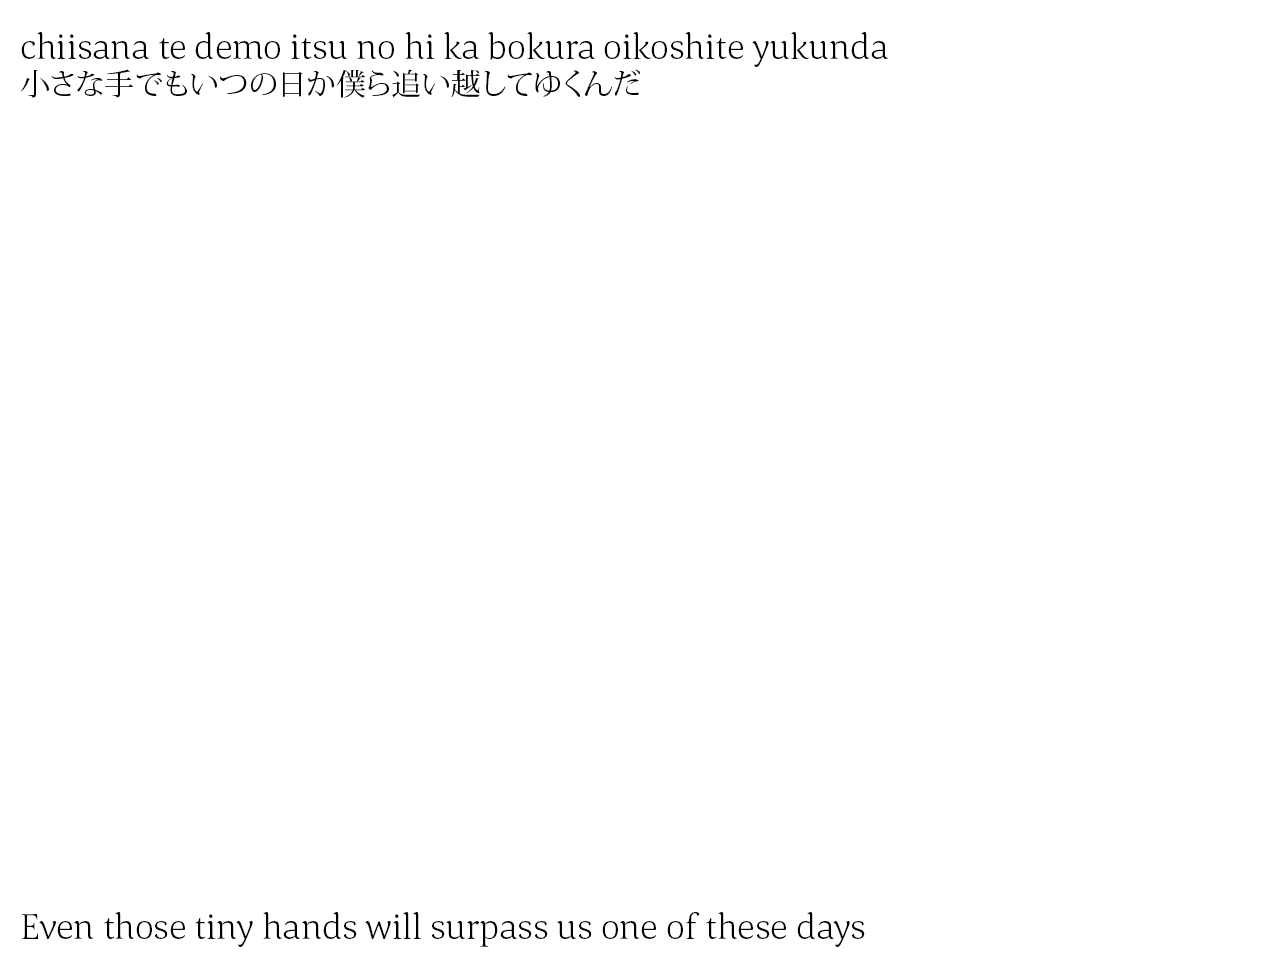 chiisana te demo itsu no hi ka bokura oikoshite yukunda
小さな手でもいつの日か僕ら追い越してゆくんだ
Even those tiny hands will surpass us one of these days